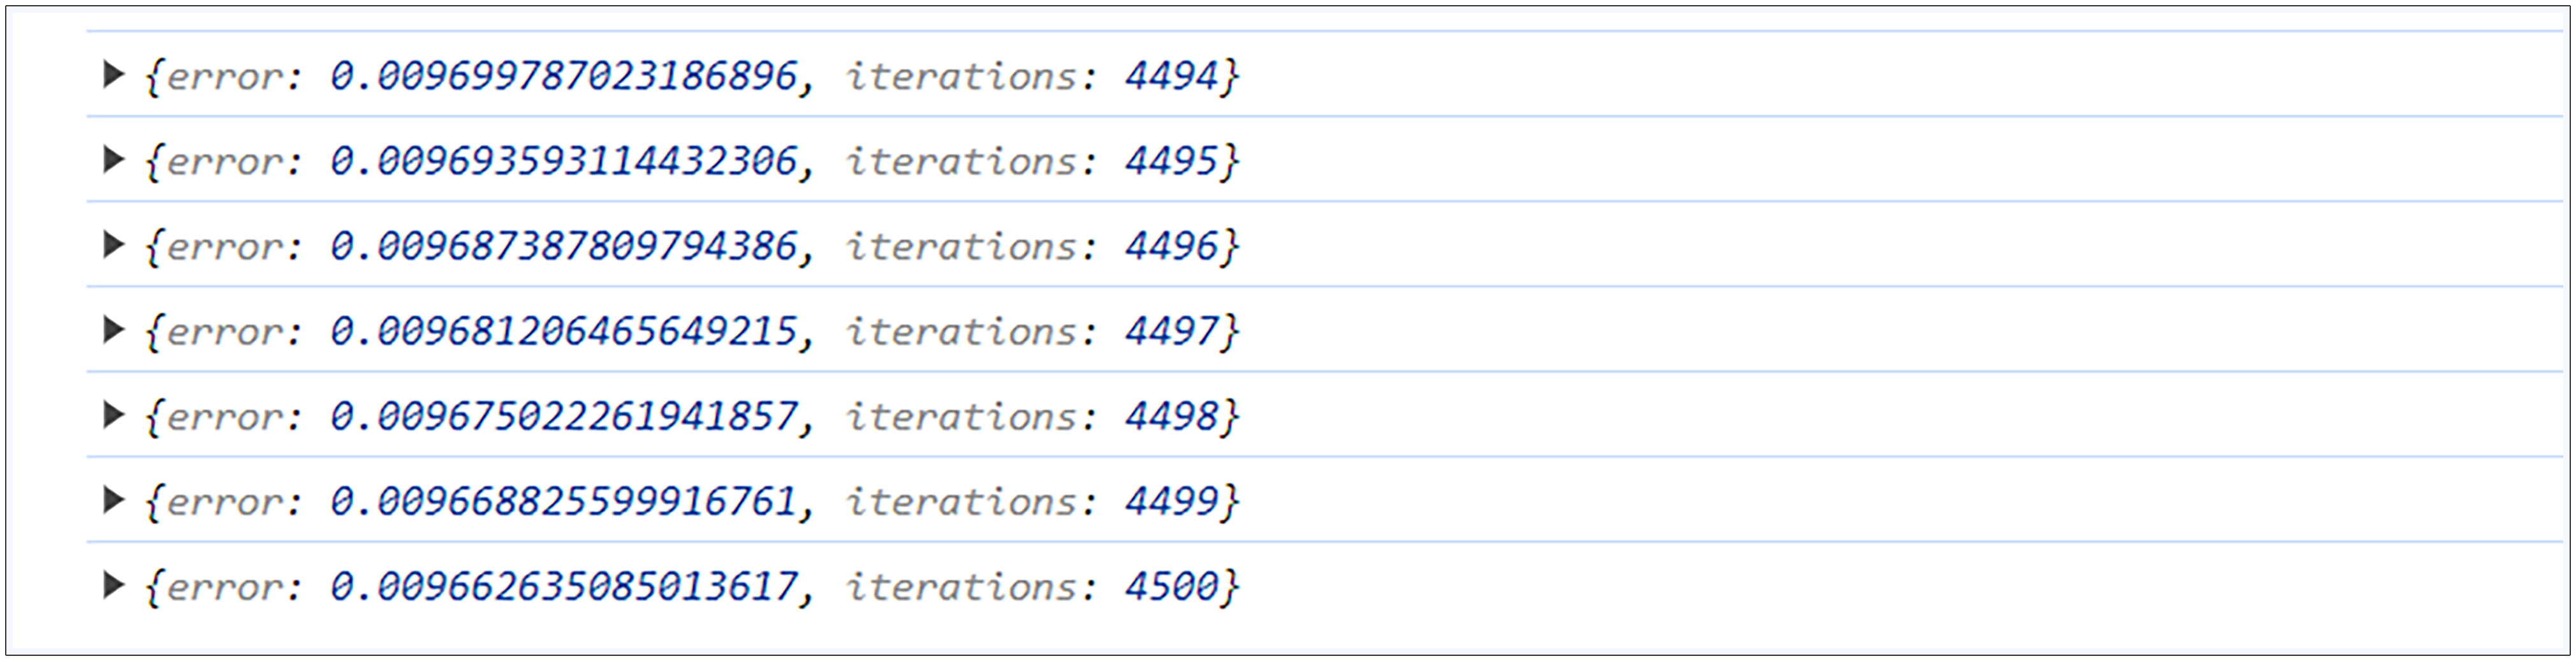 ▶ {error: 0.009699787023186896, iterations: 4494}
▶ {error: 0.009693593114432306, iterations: 4495}
▶ {error: 0.009687387809794386, iterations: 4496}
▶ {error: 0.009681206465649215, iterations: 4497}
▶ {error: 0.009675022261941857, iterations: 4498}
▶ {error: 0.009668825599916761, iterations: 4499}
▶ {error: 0.009662635085013617, iterations: 4500}